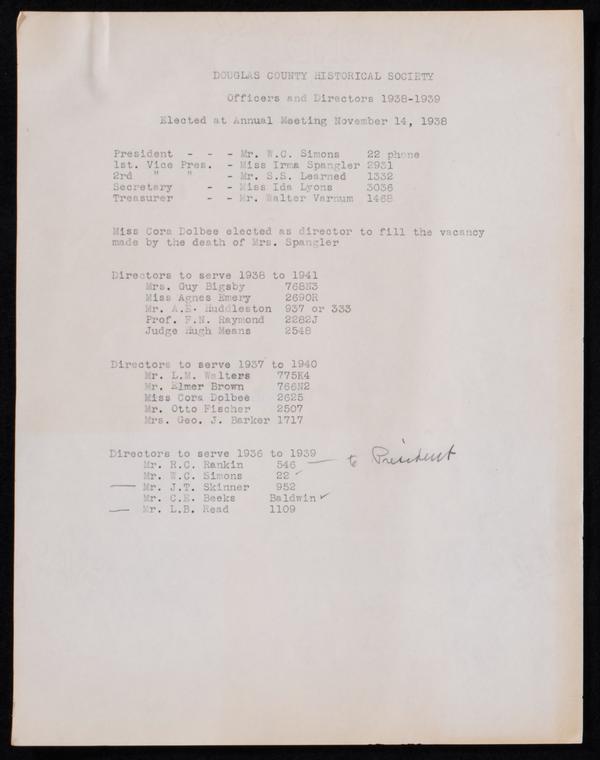 DOUGLAS COUNTY HISTORICAL SOCIETY
Officers and Directors 1938-1939
Elected at Annual Meeting November 14, 1938
President - - - Mr. W.C. Simons 22 phone
1st. Vice Pres. - Miss Irma Spangler 2931
2rd " " - Mr. S.S. Learned 1332
Secretary - - Miss Ida Lyons 3036
Treasurer - - Mr. Walter Varnum 1468
Miss Cora Dolbee elected as director to fill the vacancy
made by the death of Mrs. Spangler
Directors to serve 1938 to 1941
Mrs. Guy Bigsby 768N3
Miss Agnes Emery 2690R
Mr. A.E. Huddleston 937 or 333
Prof. F.N. Raymond 2282J
Judge Hugh Means 2548
Directors to serve 1937 to 1940
Mr. L.M. Walters 775K4
Mr. Elmer Brown 766N2
Miss Cora Dolbee 2625
Mr. Otto Fischer 2507
Mrs. Geo. J. Barker 1717
Directors to serve 1936 to 1939
Mr. R.C. Rankin 546 — to President
Mr. W.C. Simons 22 ✓
— Mr. J.T. Skinner 952
Mr. C.E. Beeks Baldwin ✓
— Mr. L.B. Read 1109